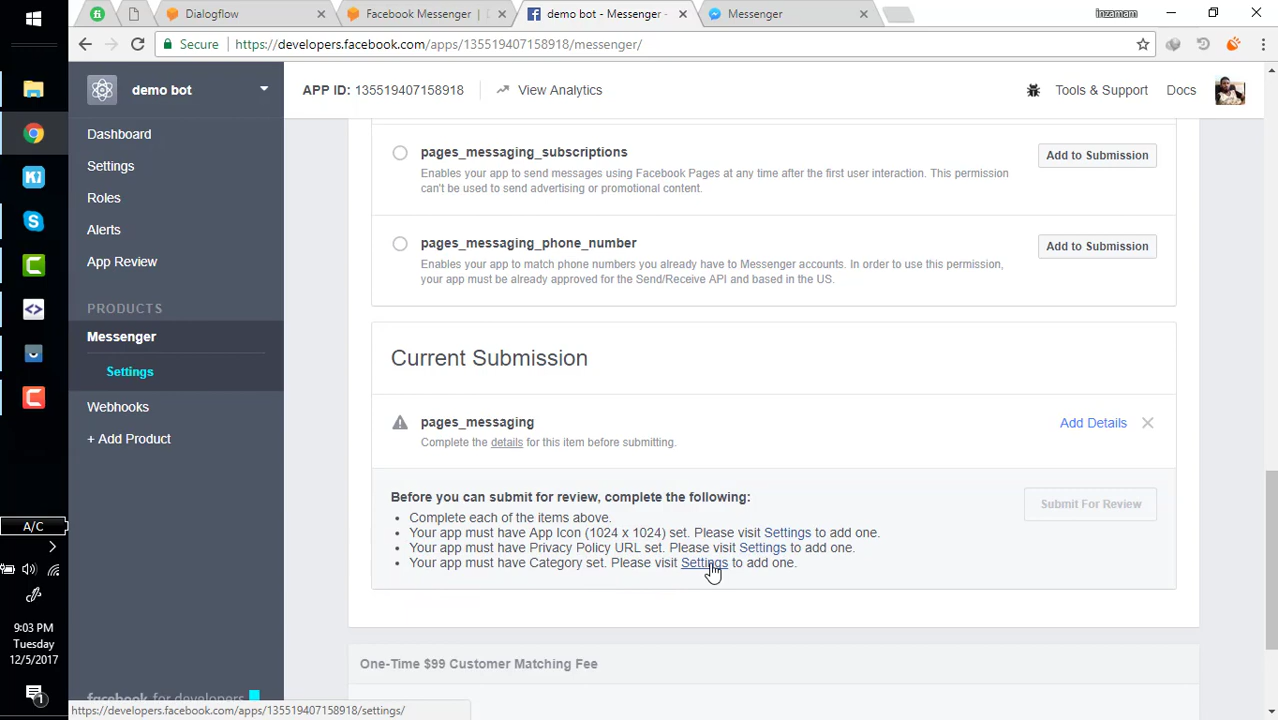 Dialogflow
Facebook Messenger |
demo bot - Messenger -
Messenger
inzamam
Secure
https://developers.facebook.com/apps/135519407158918/messenger/
demo bot
APP ID: 135519407158918
View Analytics
Tools & Support
Docs
Dashboard
Settings
Roles
Alerts
App Review
PRODUCTS
Messenger
Settings
Webhooks
+ Add Product
facebook for developers
pages_messaging_subscriptions
Add to Submission
Enables your app to send messages using Facebook Pages at any time after the first user interaction. This permission
can't be used to send advertising or promotional content.
pages_messaging_phone_number
Add to Submission
Enables your app to match phone numbers you already have to Messenger accounts. In order to use this permission,
your app must be already approved for the Send/Receive API and based in the US.
Current Submission
pages_messaging
Add Details
Complete the details for this item before submitting.
Before you can submit for review, complete the following:
Submit For Review
• Complete each of the items above.
• Your app must have App Icon (1024 x 1024) set. Please visit Settings to add one.
• Your app must have Privacy Policy URL set. Please visit Settings to add one.
• Your app must have Category set. Please visit Settings to add one.
One-Time $99 Customer Matching Fee
https://developers.facebook.com/apps/135519407158918/settings/
A/C
9:03 PM
Tuesday
12/5/2017
1